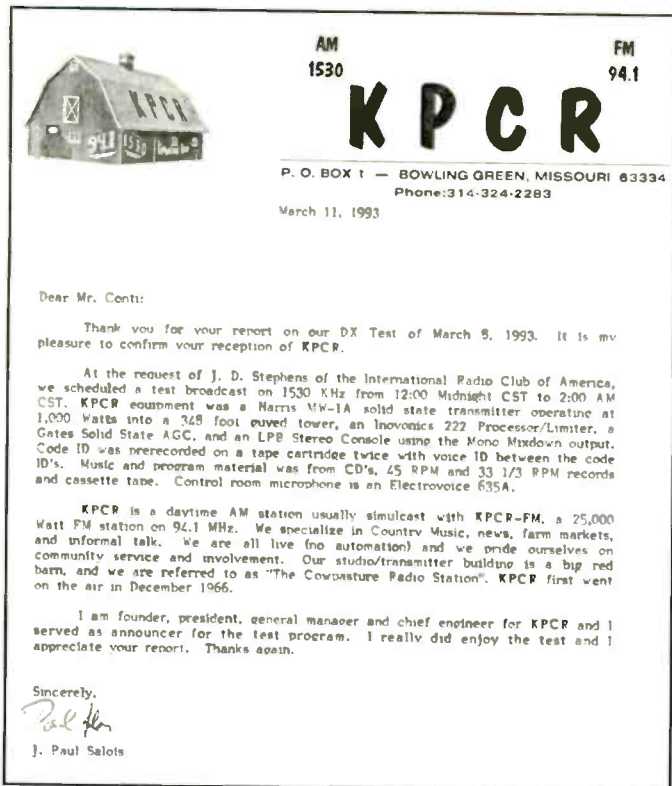 AM
1530
FM
94.1
KPCR
KPCR
94.1 1530
P. O. BOX 1 — BOWLING GREEN, MISSOURI 63334
Phone:314-324-2283
March 11, 1993
Dear Mr. Conti:
Thank you for your report on our DX Test of March 8, 1993. It is my
pleasure to confirm your reception of KPCR.
At the request of J. D. Stephens of the International Radio Club of America,
we scheduled a test broadcast on 1530 KHz from 12:00 Midnight CST to 2:00 AM
CST. KPCR equipment was a Harris MW-1A solid state transmitter operating at
1,000 Watts into a 348 foot guyed tower, an Inovonics 222 Processor/Limiter, a
Gates Solid State AGC, and an LPB Stereo Console using the Mono Mixdown output.
Code ID was prerecorded on a tape cartridge twice with voice ID between the code
ID's. Music and program material was from CD's, 45 RPM and 33 1/3 RPM records
and cassette tape. Control room microphone is an Electrovoice 635A.
KPCR is a daytime AM station usually simulcast with KPCR-FM, a 25,000
Watt FM station on 94.1 MHz. We specialize in Country Music, news, farm markets,
and informal talk. We are all live (no automation) and we pride ourselves on
community service and involvement. Our studio/transmitter building is a big red
barn, and we are referred to as "The Cowpasture Radio Station". KPCR first went
on the air in December 1966.
I am founder, president, general manager and chief engineer for KPCR and I
served as announcer for the test program. I really did enjoy the test and I
appreciate your report. Thanks again.
Sincerely,
J. Paul Salois